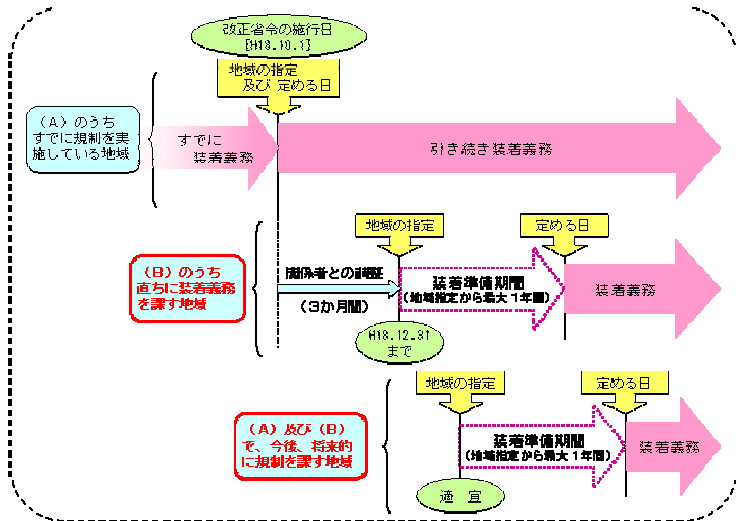 改正省令の施行日
[H18.10.1]
地域の指定
及び 定める日
(A)のうち
すでに規制を実
施している地域
すでに
装着義務
引き続き装着義務
地域の指定
定める日
(B)のうち
直ちに装着義務
を課す地域
関係者との調整
(3か月間)
装着準備期間
(地域指定から最大1年間)
装着義務
H18.12.31
まで
地域の指定
定める日
(A)及び(B)
で、今後、将来的
に規制を課す地域
装着準備期間
(地域指定から最大1年間)
装着義務
適 宜